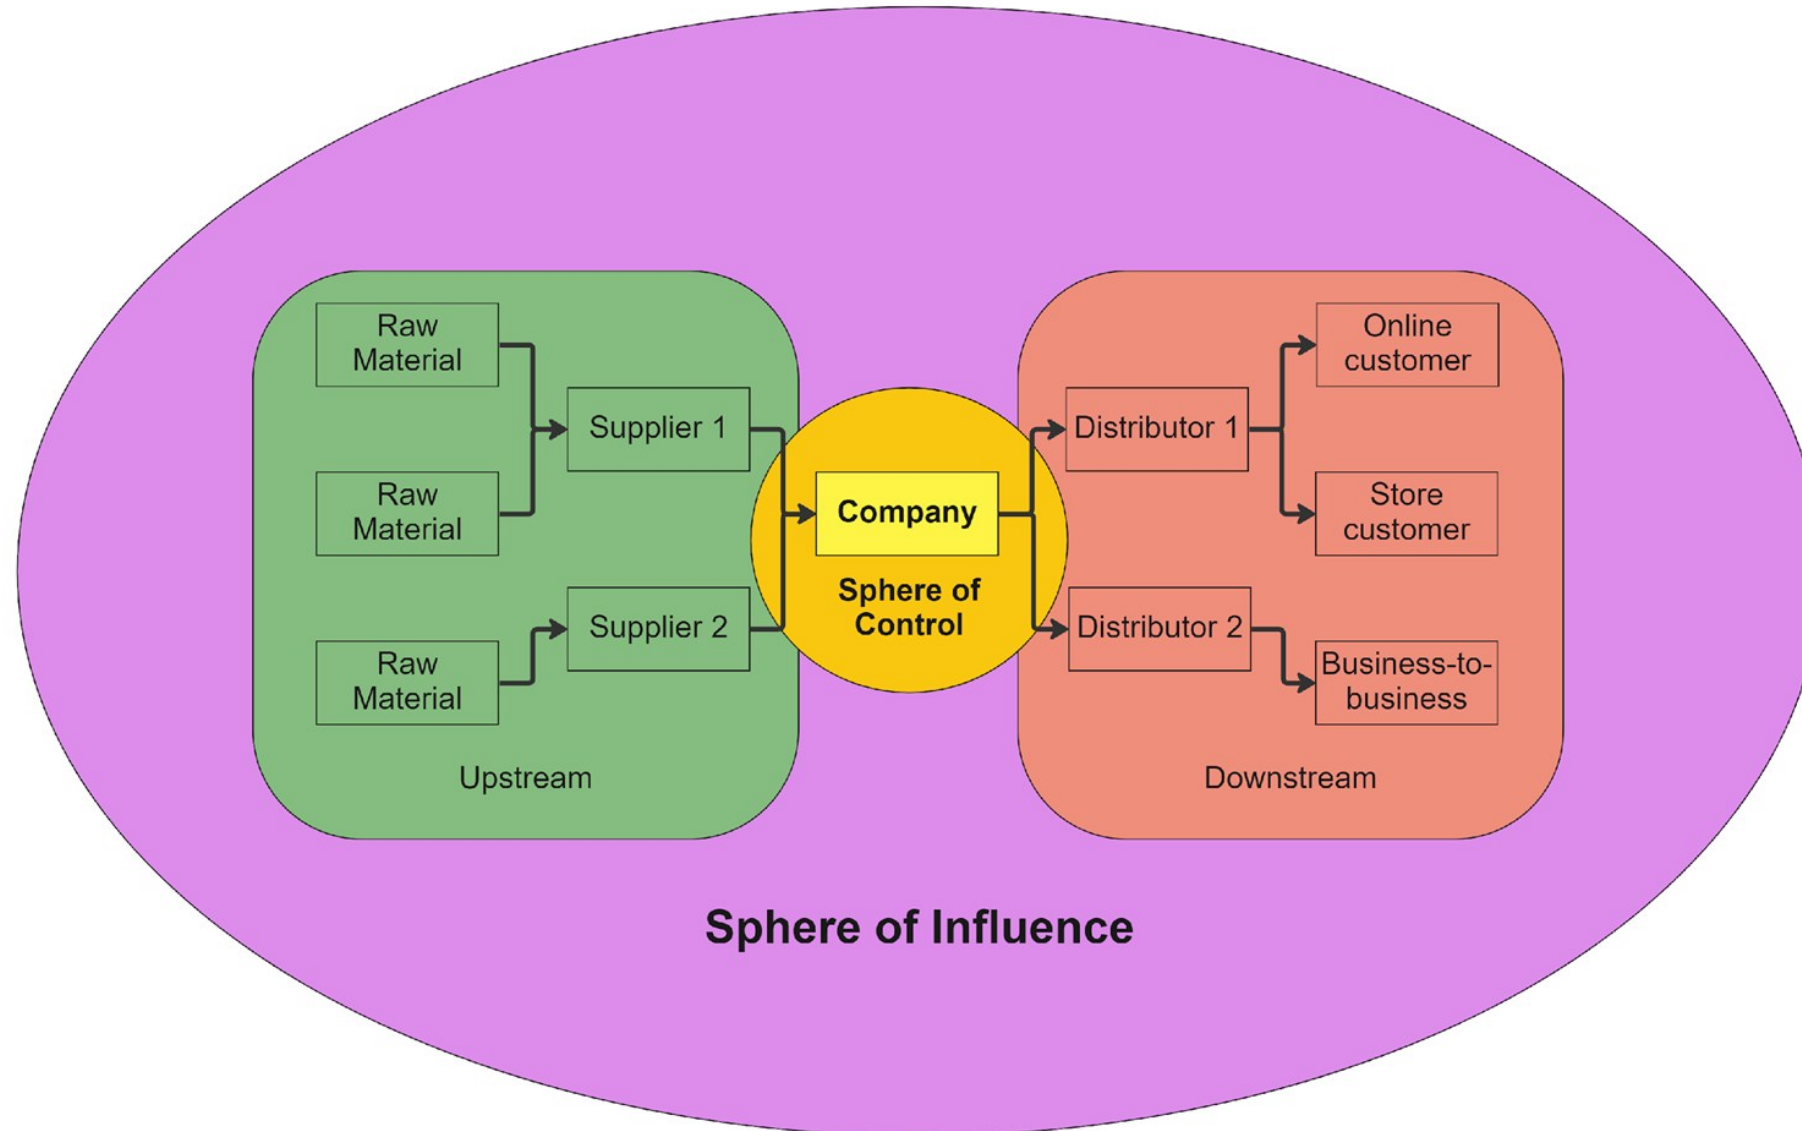 Raw
Material
Raw
Material
Raw
Material
Supplier 1
Supplier 2
Upstream
Company
Sphere of
Control
Distributor 1
Distributor 2
Online
customer
Store
customer
Business-to-
business
Downstream
Sphere of Influence